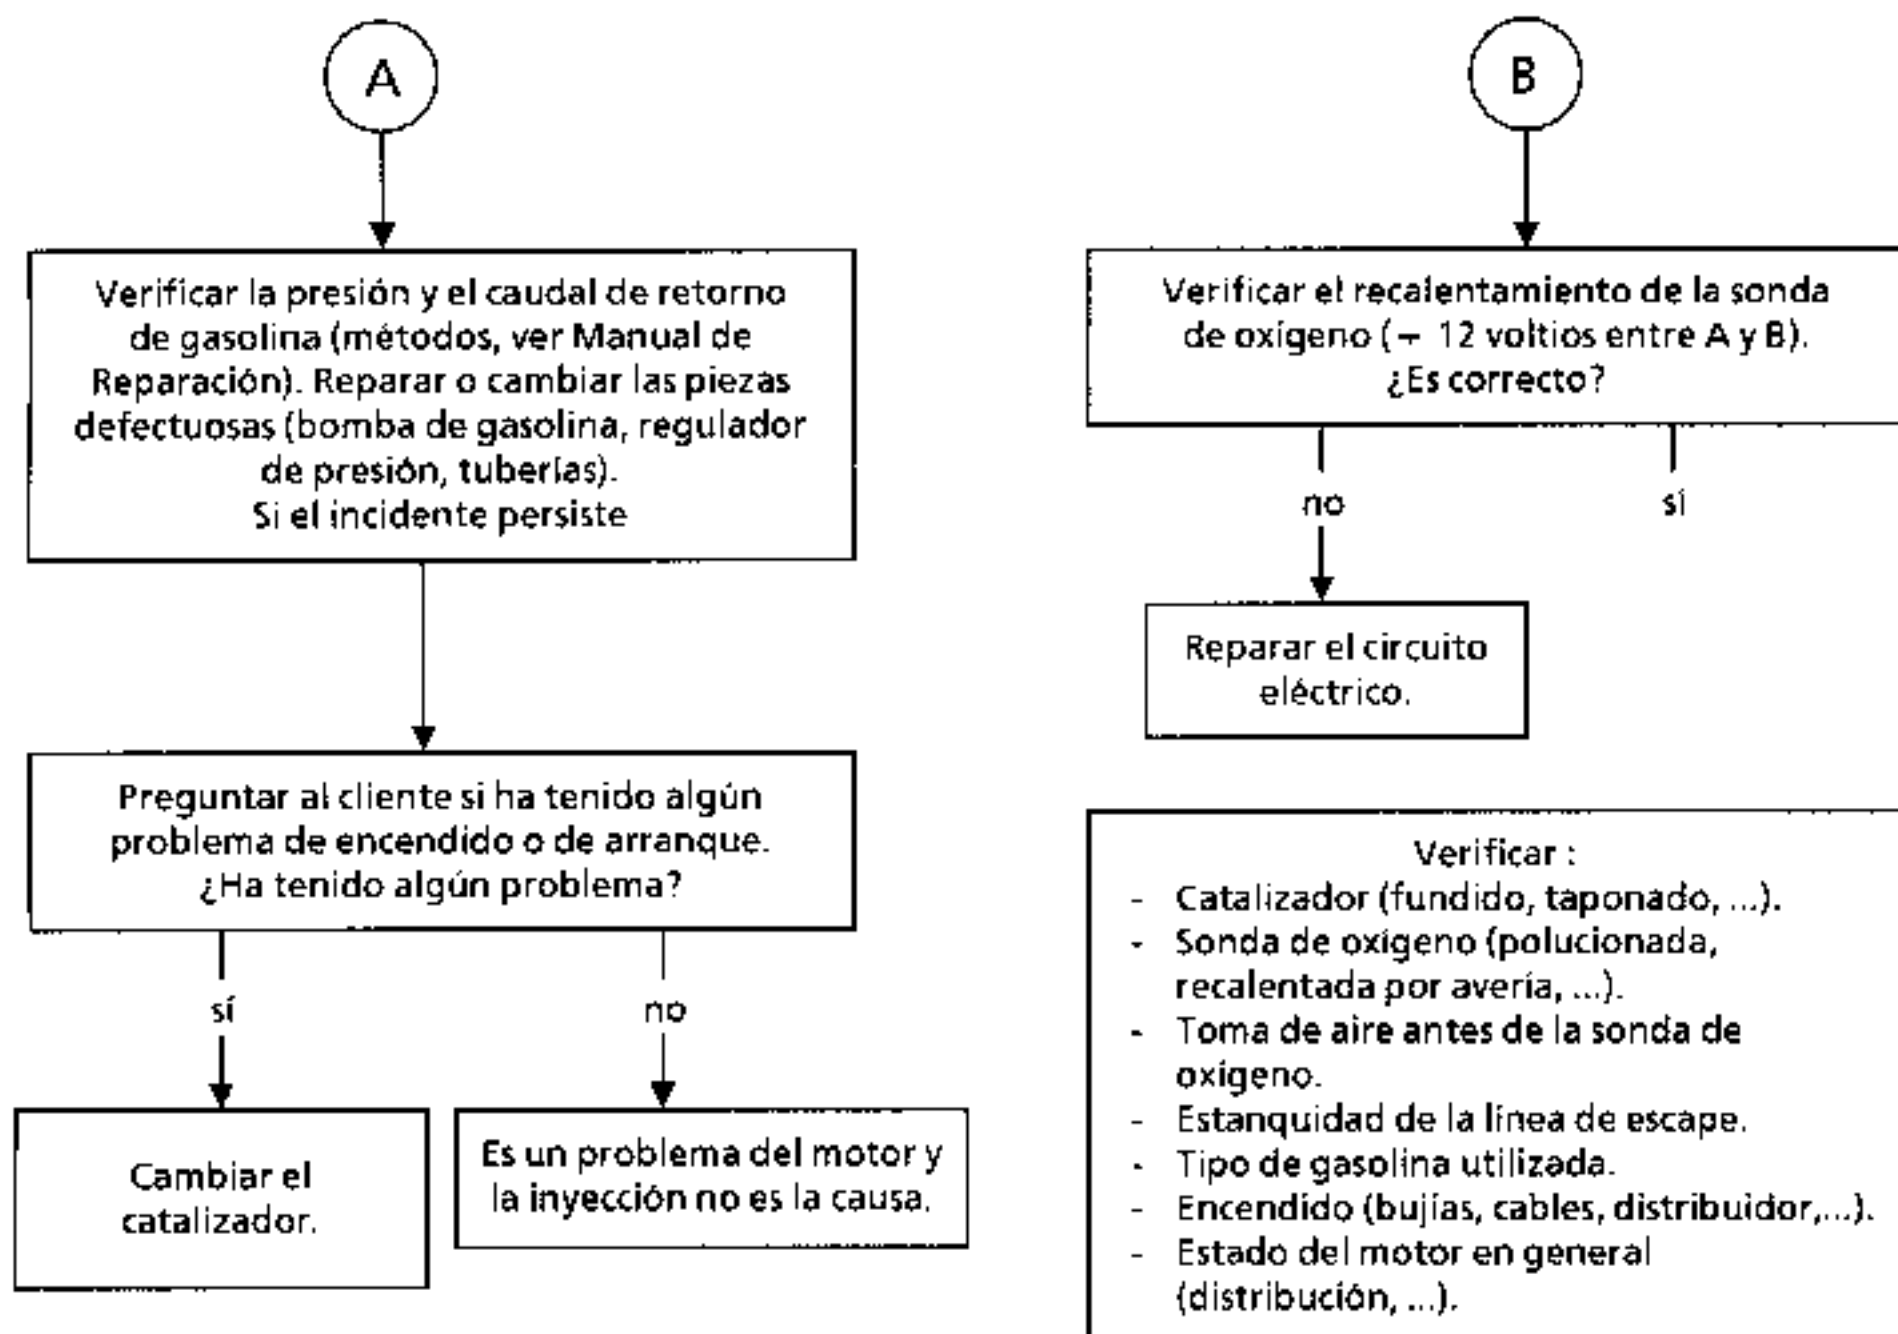 A
Verificar la presión y el caudal de retorno
de gasolina (métodos, ver Manual de
Reparación). Reparar o cambiar las piezas
defectuosas (bomba de gasolina, regulador
de presión, tuberías).
Si el incidente persiste
Preguntar al cliente si ha tenido algún
problema de encendido o de arranque.
¿Ha tenido algún problema?
sí
no
Cambiar el
catalizador.
Es un problema del motor y
la inyección no es la causa.
B
Verificar el recalentamiento de la sonda
de oxígeno (+ 12 voltios entre A y B).
¿Es correcto?
no
sí
Reparar el circuito
eléctrico.
Verificar :
- Catalizador (fundido, taponado, ...).
- Sonda de oxígeno (polucionada,
recalentada por avería, ...).
- Toma de aire antes de la sonda de
oxígeno.
- Estanquidad de la línea de escape.
- Tipo de gasolina utilizada.
- Encendido (bujías, cables, distribuidor,...).
- Estado del motor en general
(distribución, ...).